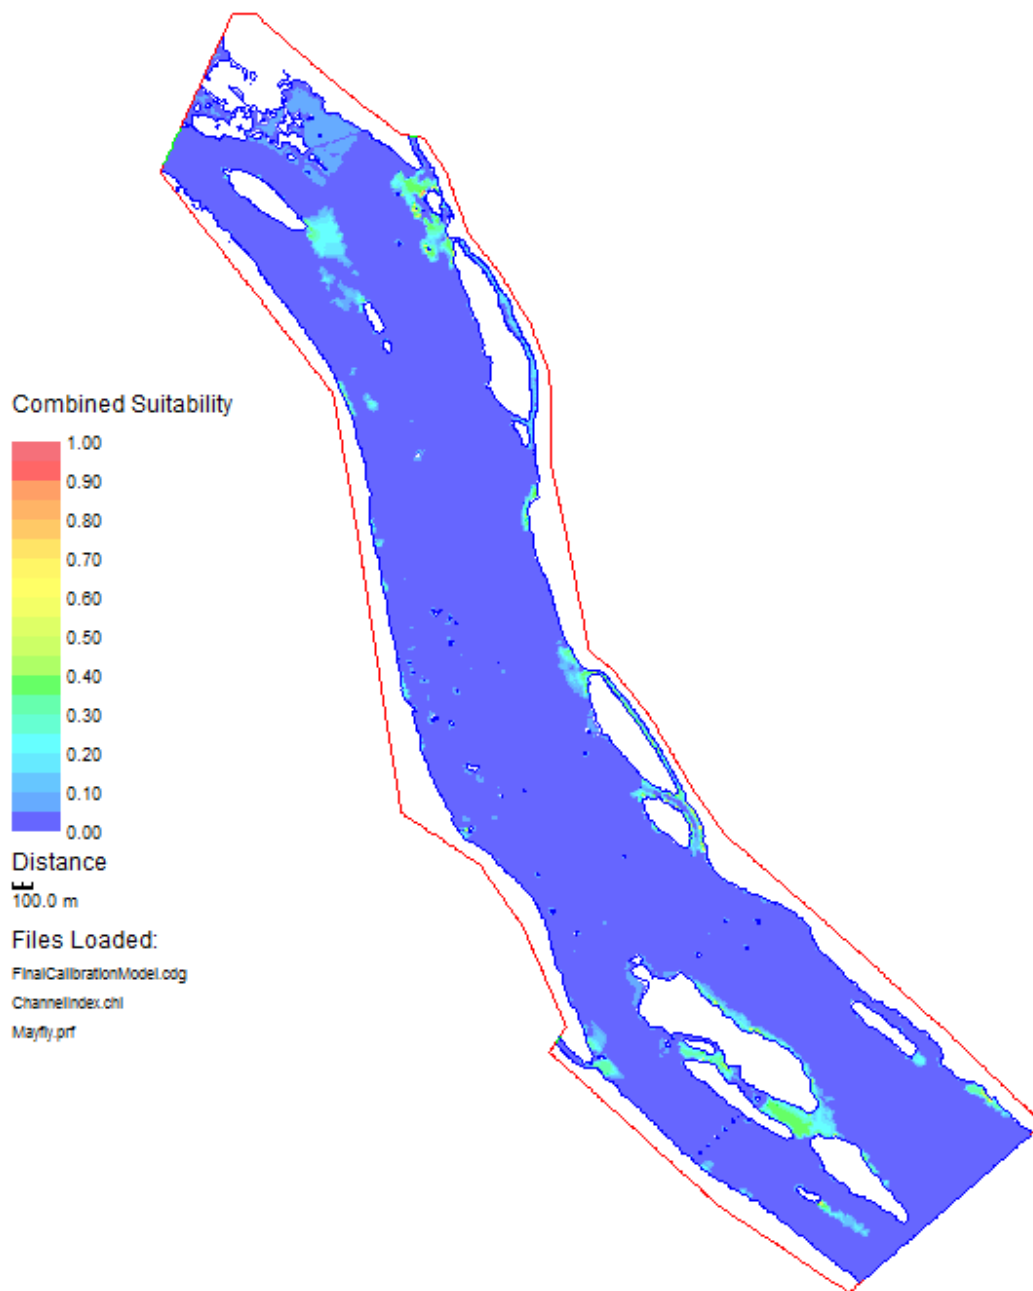 Combined Suitability
1.00
0.90
0.80
0.70
0.60
0.50
0.40
0.30
0.20
0.10
0.00
Distance
100.0 m
Files Loaded:
FinalCalibrationModel.cdg
ChannelIndex.chl
Mayfly.prf